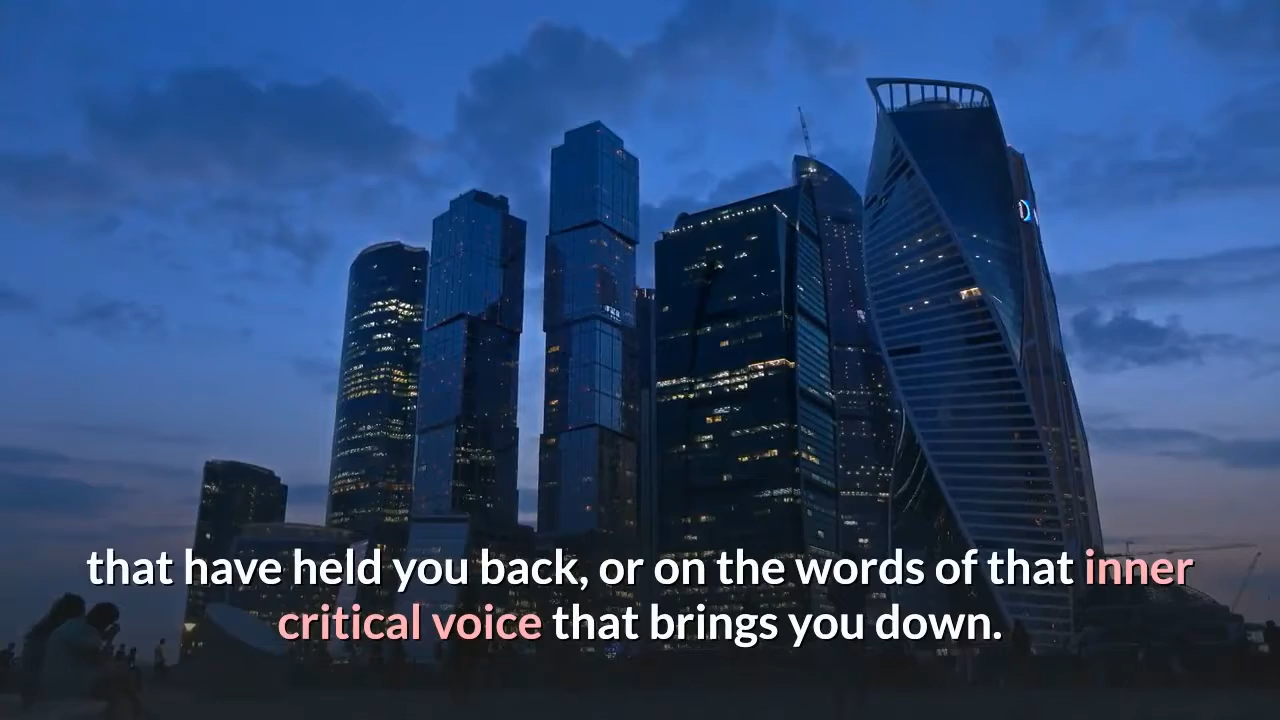 that have held you back, or on the words of that inner
critical voice that brings you down.